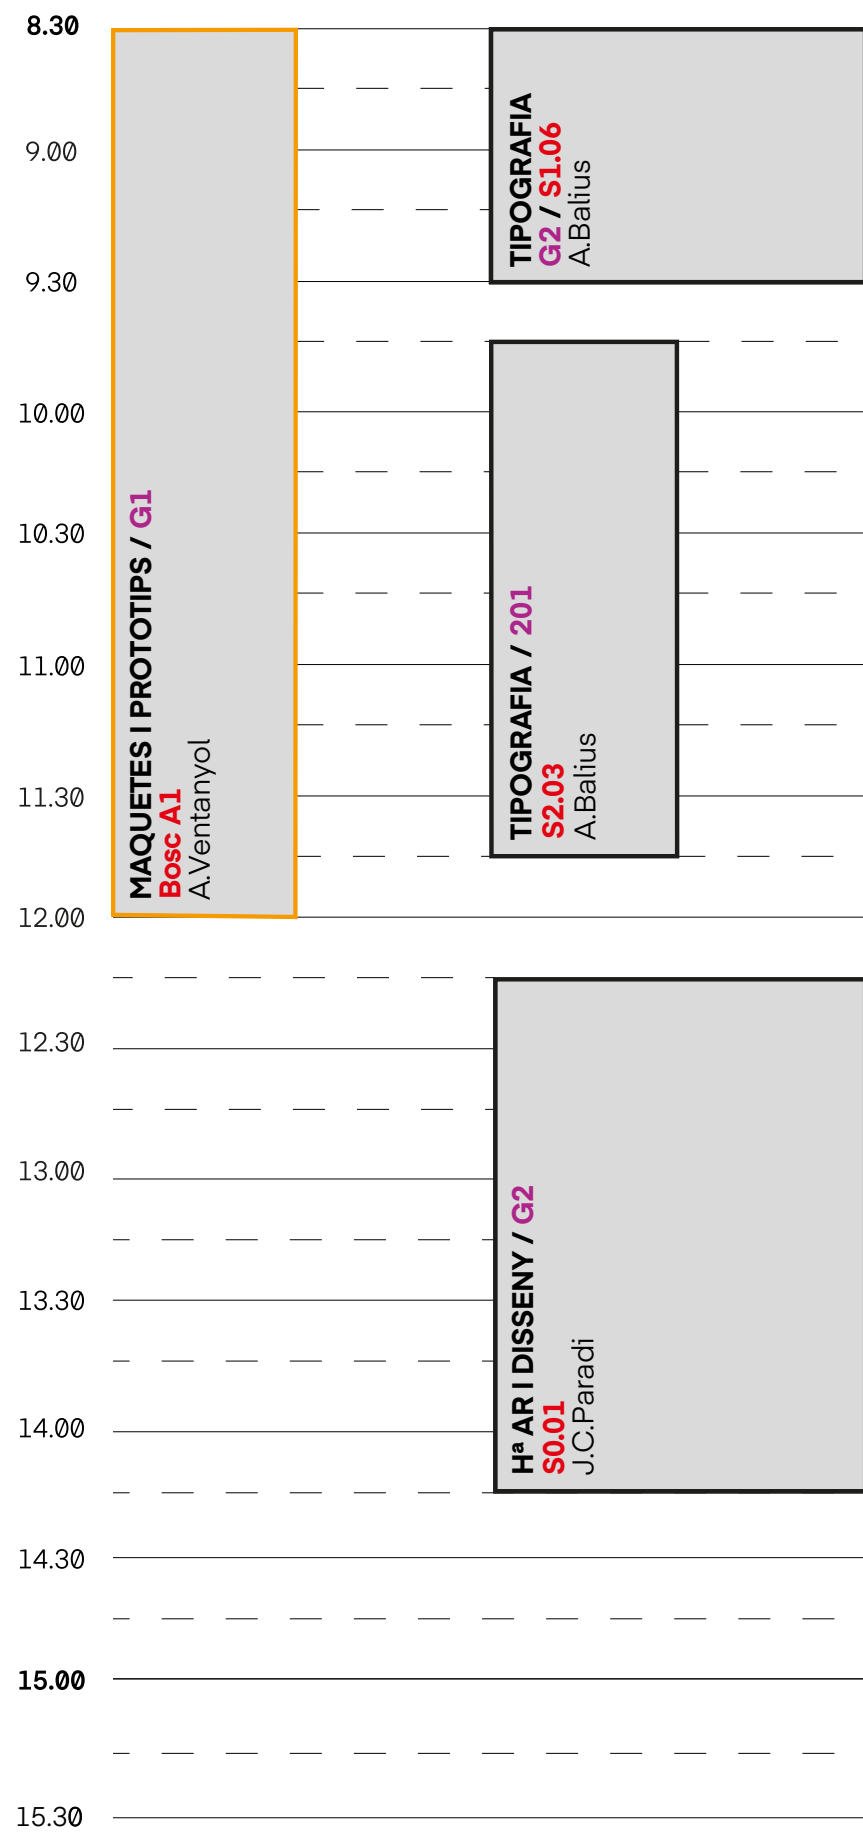 8.30
9.00
9.30
10.00
10.30
11.00
11.30
12.00
12.30
13.00
13.30
14.00
14.30
15.00
15.30
MAQUETES I PROTOTIPS / G1
Bosc A1
A.Ventanyol
TIPOGRAFIA
G2 / S1.06
A.Balius
TIPOGRAFIA / 201
S2.03
A.Balius
Hª AR I DISSENY / G2
S0.01
J.C.Paradi